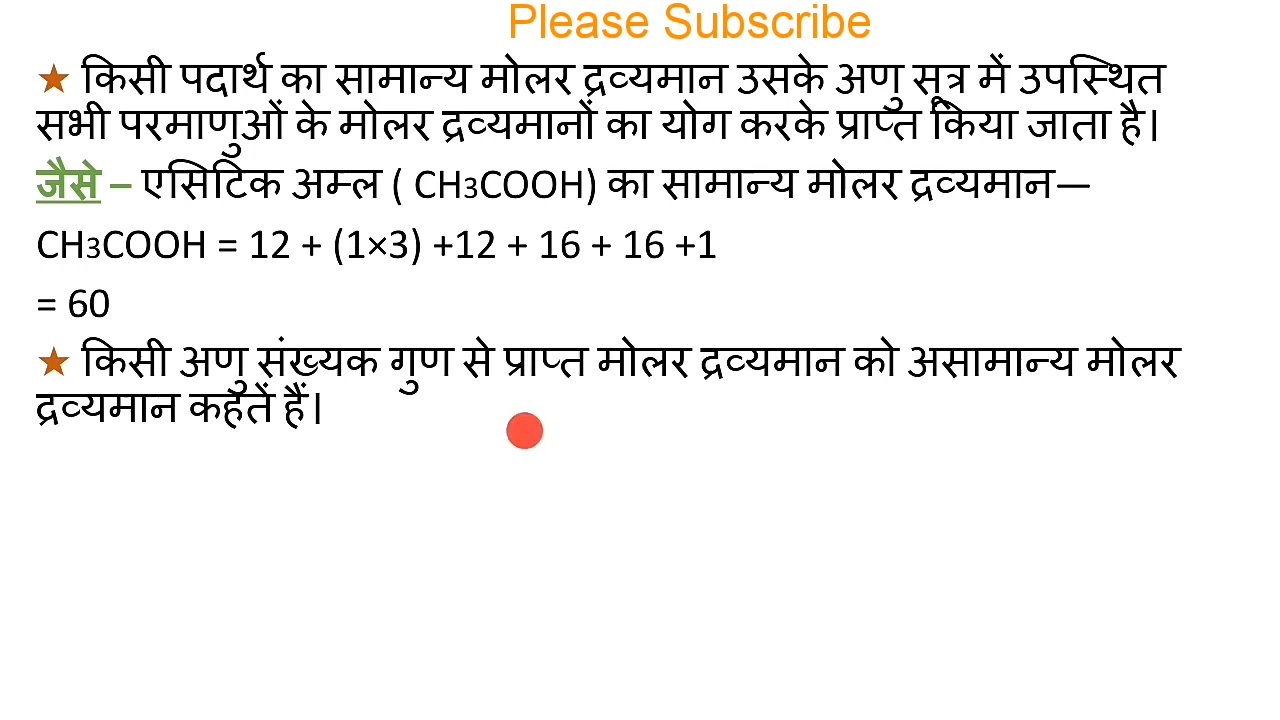 Please Subscribe
★ किसी पदार्थ का सामान्य मोलर द्रव्यमान उसके अणु सूत्र में उपस्थित
सभी परमाणुओं के मोलर द्रव्यमानों का योग करके प्राप्त किया जाता है।
जैसे – एसिटिक अम्ल ( CH3COOH) का सामान्य मोलर द्रव्यमान—
CH3COOH = 12 + (1×3) +12 + 16 + 16 +1
= 60
★ किसी अणु संख्यक गुण से प्राप्त मोलर द्रव्यमान को असामान्य मोलर
द्रव्यमान कहतें हैं।